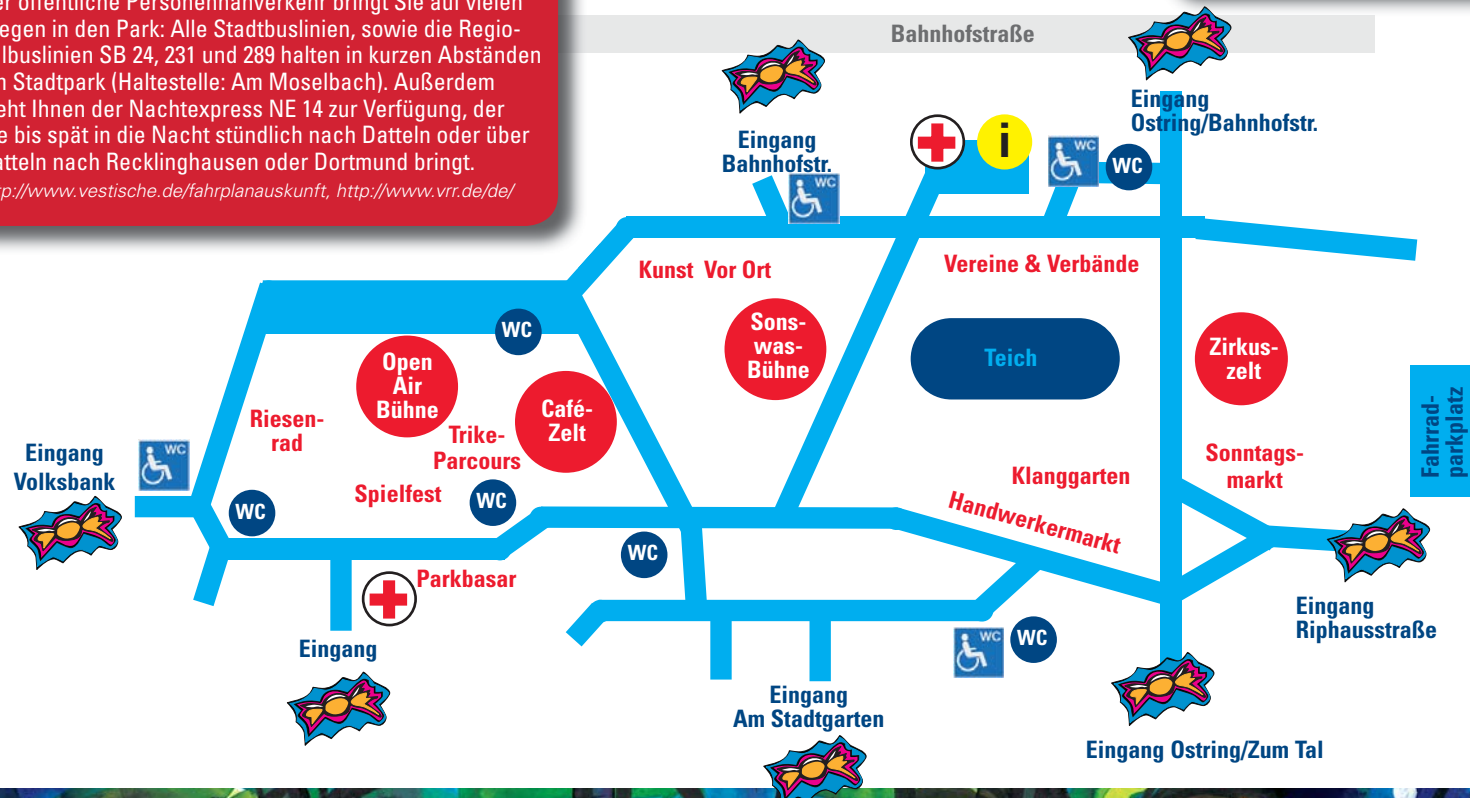 er öffentliche Personennahverkehr bringt Sie auf vielen
egen in den Park: Alle Stadtbuslinien, sowie die Regio-
lbuslinien SB 24, 231 und 289 halten in kurzen Abständen
Stadtpark (Haltestelle: Am Moselbach). Außerdem
eht Ihnen der Nachtexpress NE 14 zur Verfügung, der
e bis spät in die Nacht stündlich nach Datteln oder über
atteln nach Recklinghausen oder Dortmund bringt.
tp://www.vestische.de/fahrplanauskunft, http://www.vrr.de/de/
Bahnhofstraße
Eingang
Bahnhofstr.
WC
i
WC
WC
Eingang
Ostring/Bahnhofstr.
Kunst Vor Ort
Vereine & Verbände
WC
Open
Air
Bühne
Café-
Zelt
Sons-
was-
Bühne
Teich
Zirkus-
zelt
Fahrrad-
parkplatz
Riesen-
rad
Trike-
Parcours
Spielfest
WC
Klanggarten
Handwerkermarkt
Sonntags-
markt
Eingang
Volksbank
WC
WC
WC
Parkbasar
Eingang
WC
WC
Eingang
Am Stadtgarten
Eingang
Riphausstraße
Eingang Ostring/Zum Tal